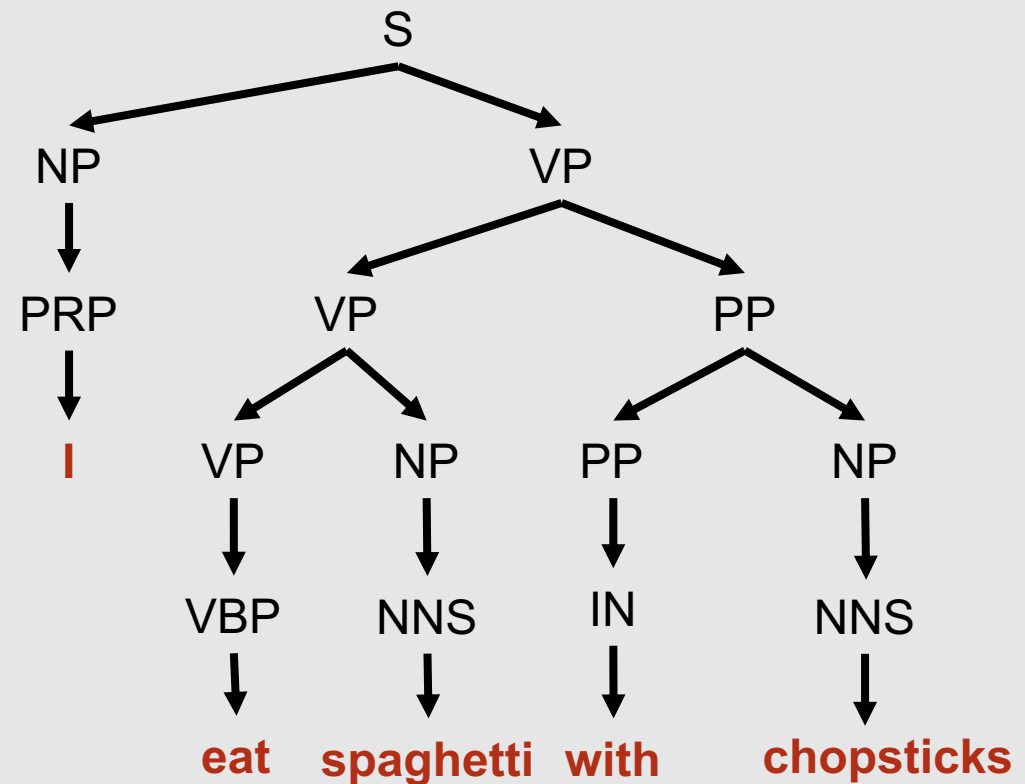 S
NP VP
PRP VP PP
I VP NP PP NP
VBP NNS IN NNS
eat spaghetti with chopsticks